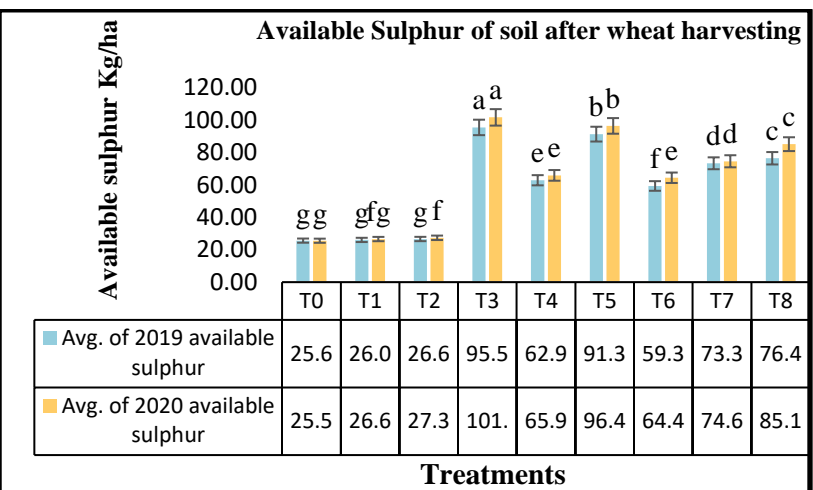 Available Sulphur of soil after wheat harvesting
Available sulphur Kg/ha
120.00
100.00
80.00
60.00
40.00
20.00
0.00
g g g fg g f a a e e b b f e d d c c
T0 T1 T2 T3 T4 T5 T6 T7 T8
Avg. of 2019 available
sulphur
25.6 26.0 26.6 95.5 62.9 91.3 59.3 73.3 76.4
Avg. of 2020 available
sulphur
25.5 26.6 27.3 101. 65.9 96.4 64.4 74.6 85.1
Treatments